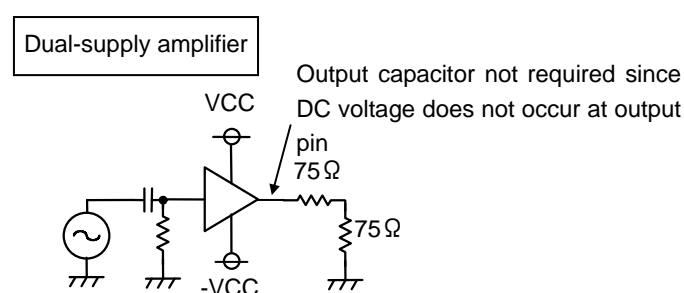 Dual-supply amplifier
Output capacitor not required since
DC voltage does not occur at output
pin
VCC
75Ω
75Ω
-VCC